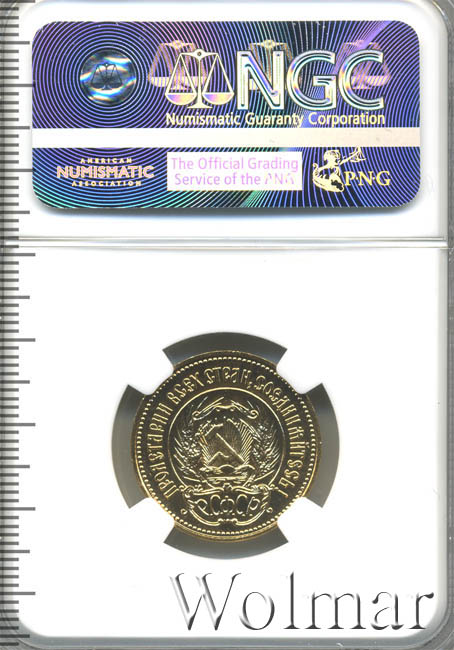 NGC
Numismatic Guaranty Corporation
AMERICAN
NUMISMATIC
ASSOCIATION
The Official Grading
Service of the PNG
P·N·G
ПРОЛЕТАРИИ ВСЕХ СТРАН, СОЕДИНЯЙТЕСЬ!
РСФСР
Wolmar